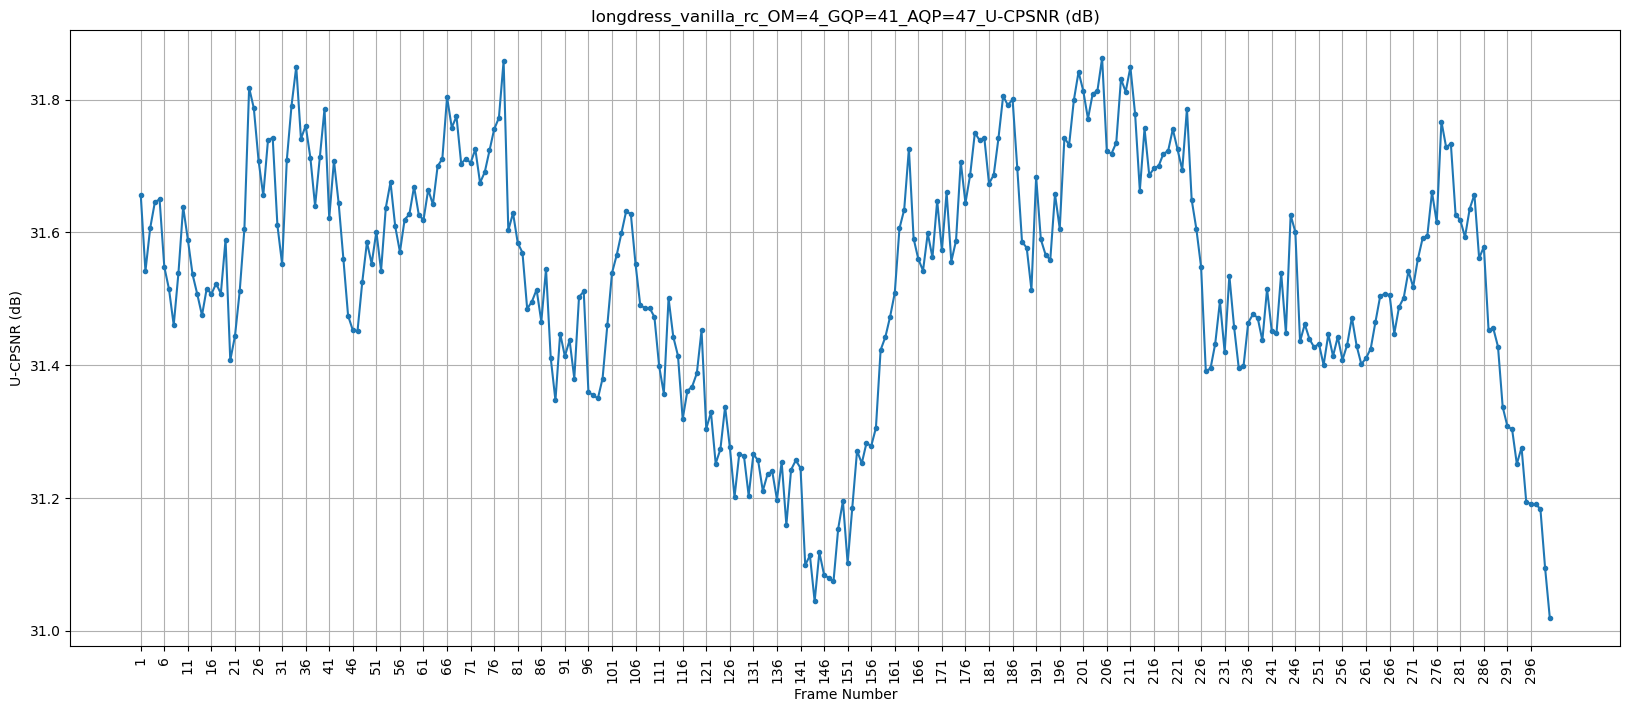 longdress_vanilla_rc_OM=4_GQP=41_AQP=47_U-CPSNR (dB)
U-CPSNR (dB)
31.8
31.6
31.4
31.2
31.0
1 6 11 16 21 26 31 36 41 46 51 56 61 66 71 76 81 86 91 96 101 106 111 116 121 126 131 136 141 146 151 156 161 166 171 176 181 186 191 196 201 206 211 216 221 226 231 236 241 246 251 256 261 266 271 276 281 286 291 296
Frame Number